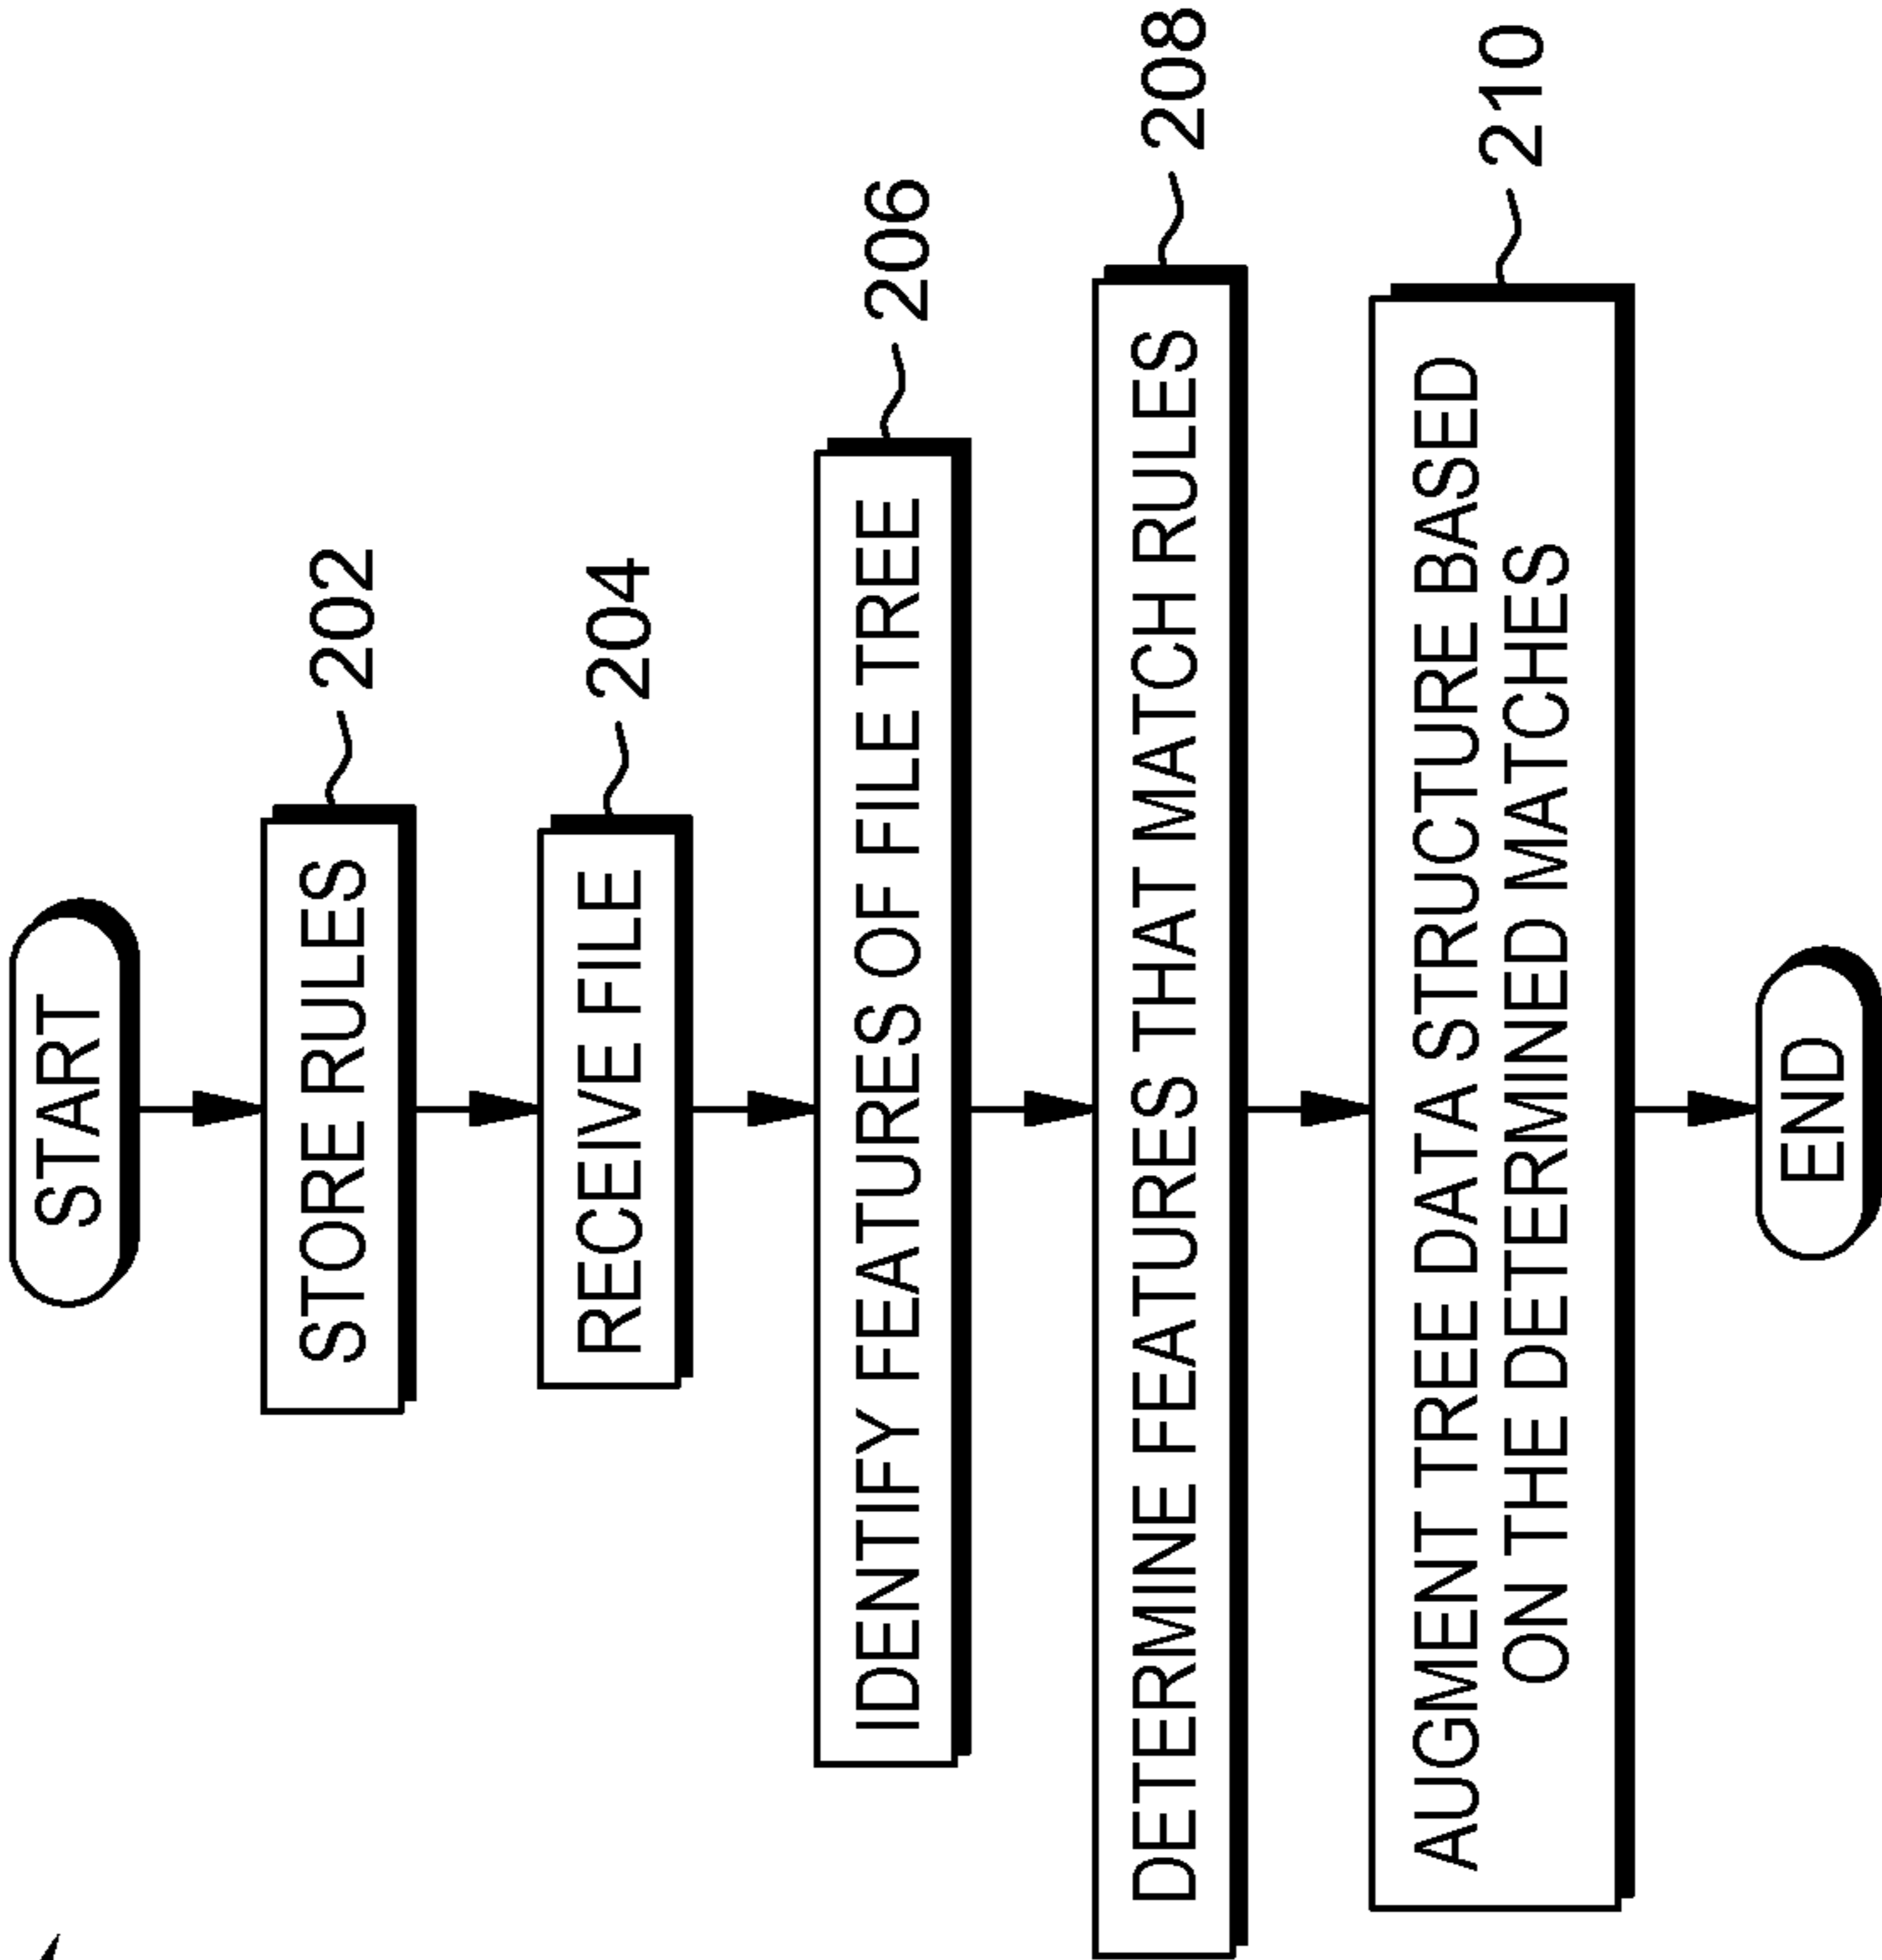 START
STORE RULES
202
RECEIVE FILE
204
IDENTIFY FEATURES OF FILE TREE
206
DETERMINE FEATURES THAT MATCH RULES
208
AUGMENT TREE DATA STRUCTURE BASED
ON THE DETERMINED MATCHES
210
END